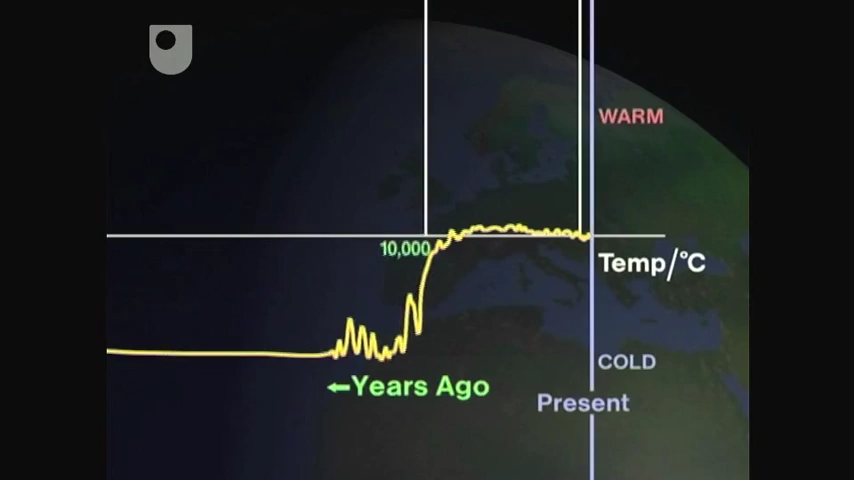 WARM
10,000
Temp/°C
COLD
←Years Ago
Present